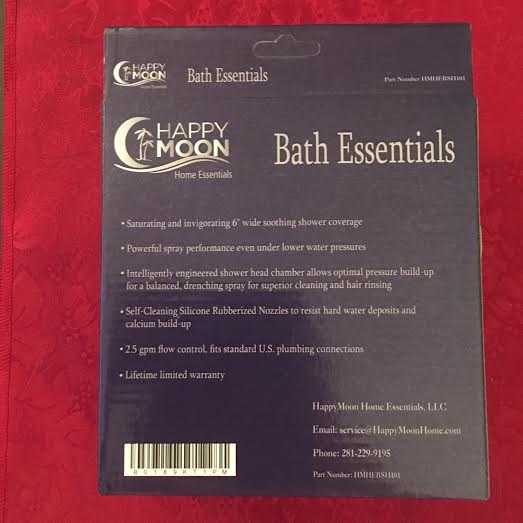 HAPPY
MOON
Home Essentials
Bath Essentials
Part Number HMHEBSH101
HAPPY
MOON
Home Essentials
Bath Essentials
• Saturating and invigorating 6" wide soothing shower coverage
• Powerful spray performance even under lower water pressures
• Intelligently engineered shower head chamber allows optimal pressure build-up
for a balanced, drenching spray for superior cleaning and hair rinsing
• Self-Cleaning Silicone Rubberized Nozzles to resist hard water deposits and
calcium build-up
• 2.5 gpm flow control, fits standard U.S. plumbing connections
• Lifetime limited warranty
HappyMoon Home Essentials, LLC
Email: service@HappyMoonHome.com
Phone: 281-229-9195
Part Number: HMHEBSH101
B0189KT1PM